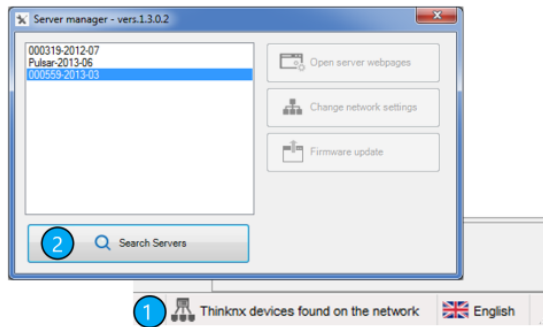 Server manager - vers.1.3.0.2
000319-2012-07
Pulsar-2013-06
000559-2013-03
Open server webpages
Change network settings
Firmware update
2
Search Servers
1
Thinknx devices found on the network
English